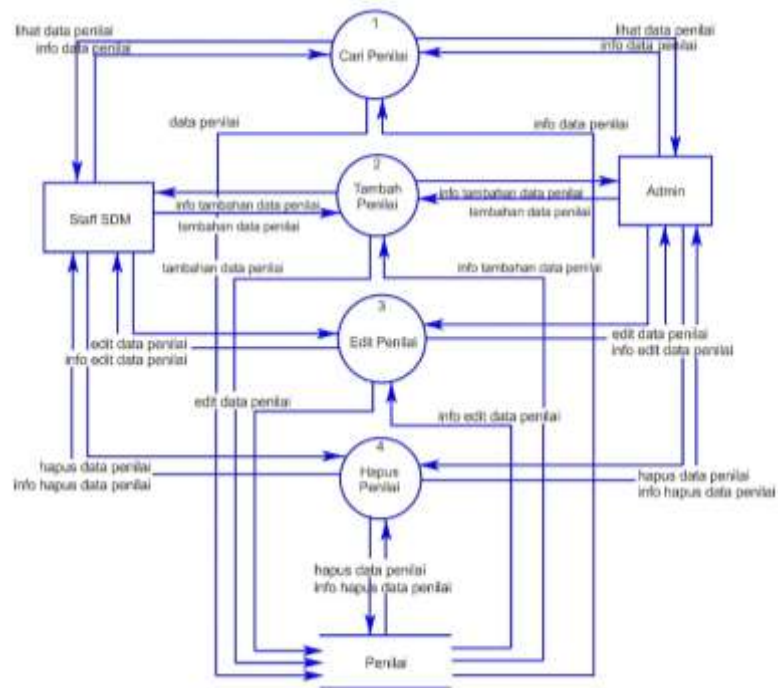 1
lihat data penilai
info data penilai
Cari Penilai
lihat data penilai
info data penilai
data penilai
info data penilai
2
Tambah
Penilai
Staff SDM
Admin
info tambahan data penilai
tambahan data penilai
info tambahan data penilai
tambahan data penilai
tambahan data penilai
info tambahan data penilai
3
Edit Penilai
edit data penilai
info edit data penilai
edit data penilai
info edit data penilai
edit data penilai
info edit data penilai
4
Hapus
Penilai
hapus data penilai
info hapus data penilai
hapus data penilai
info hapus data penilai
hapus data penilai
info hapus data penilai
Penilai